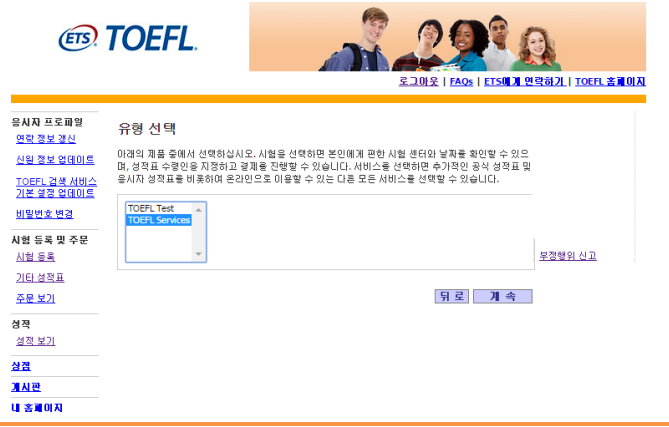 ETS TOEFL.
로그아웃 | FAQs | ETS에게 연락하기 | TOEFL 홈페이지
응시자 프로파일
연락 정보 갱신
신원 정보 업데이트
TOEFL 검색 서비스
기본 설정 업데이트
비밀번호 변경
시험 등록 및 주문
시험 등록
기타 성적표
주문 보기
성적
성적 보기
상점
게시판
내 홈페이지
유형 선택
아래의 제품 중에서 선택하십시오. 시험을 선택하면 본인에게 편한 시험 센터와 날짜를 확인할 수 있으
며, 성적표 수령인을 지정하고 결제를 진행할 수 있습니다. 서비스를 선택하면 추가적인 공식 성적표 및
응시자 성적표를 비롯하여 온라인으로 이용할 수 있는 다른 모든 서비스를 선택할 수 있습니다.
TOEFL Test
TOEFL Services
부정행위 신고
뒤 로
계 속